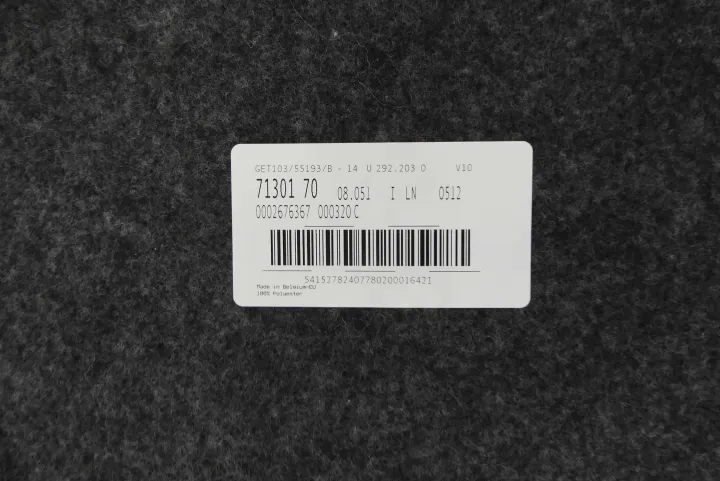 GET103/55193/B - 14 U 292.203 0 V10
71301 70 08.051 I LN 0512
0002676367 000320 C
54152782407780200016421
Made in Belgium-EU
100% Polyester